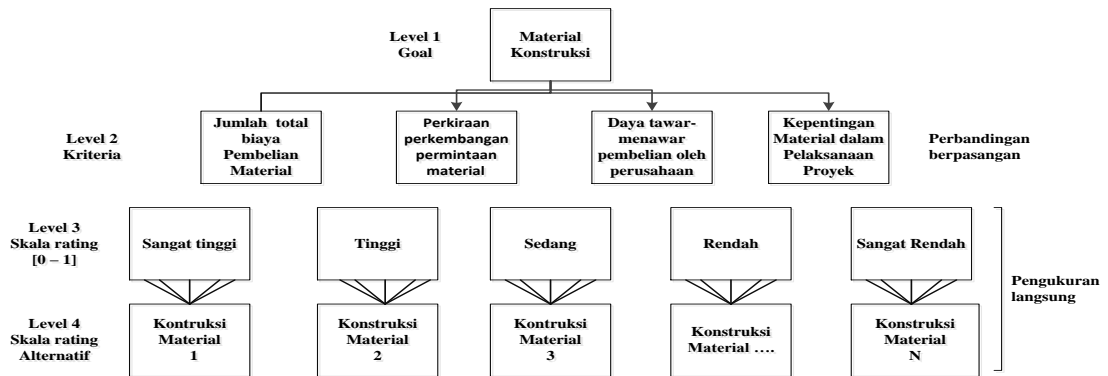 Level 1
Goal
Material
Konstruksi
Level 2
Kriteria
Jumlah total
biaya
Pembelian
Material
Perkiraan
perkembangan
permintaan
material
Daya tawar-
menawar
pembelian oleh
perusahaan
Kepentingan
Material dalam
Pelaksanaan
Proyek
Perbandingan
berpasangan
Level 3
Skala rating
[0 – 1]
Sangat tinggi
Tinggi
Sedang
Rendah
Sangat Rendah
Pengukuran
langsung
Level 4
Skala rating
Alternatif
Kontruksi
Material
1
Konstruksi
Material
2
Kontruksi
Material
3
Konstruksi
Material ….
Konstruksi
Material
N